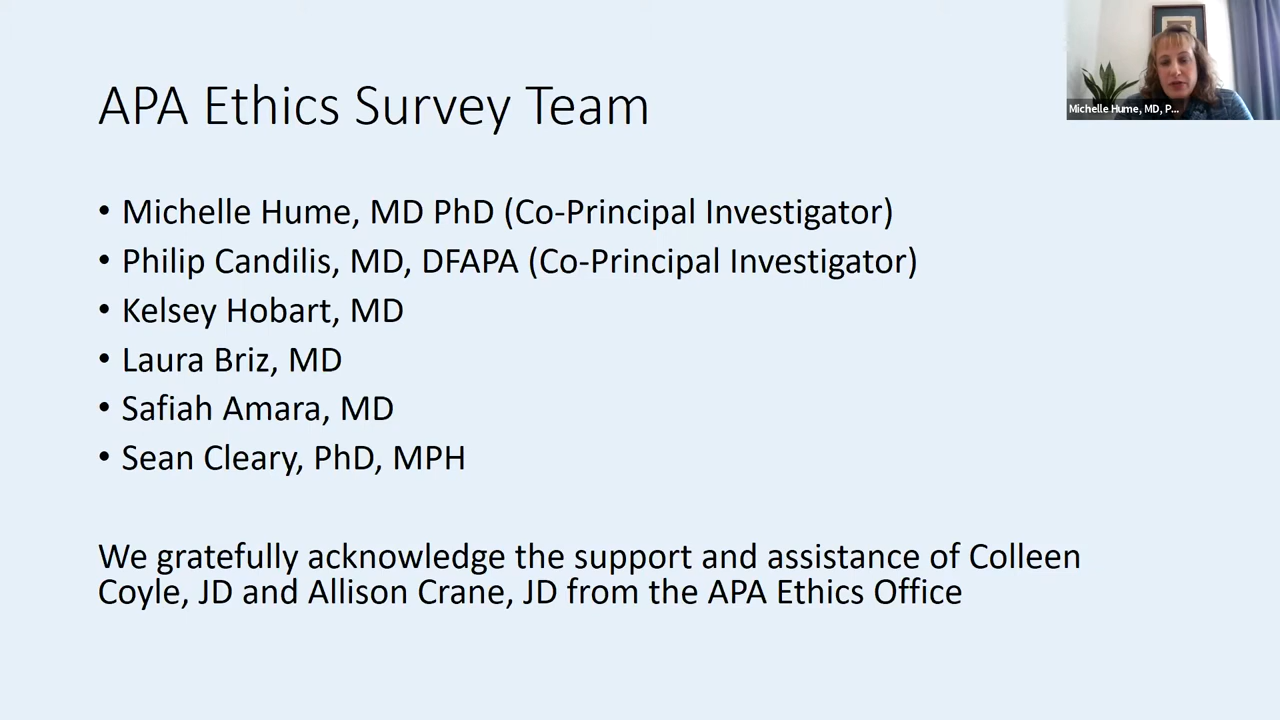 APA Ethics Survey Team
Michelle Hume, MD, P...
• Michelle Hume, MD PhD (Co-Principal Investigator)
• Philip Candilis, MD, DFAPA (Co-Principal Investigator)
• Kelsey Hobart, MD
• Laura Briz, MD
• Safiah Amara, MD
• Sean Cleary, PhD, MPH
We gratefully acknowledge the support and assistance of Colleen
Coyle, JD and Allison Crane, JD from the APA Ethics Office